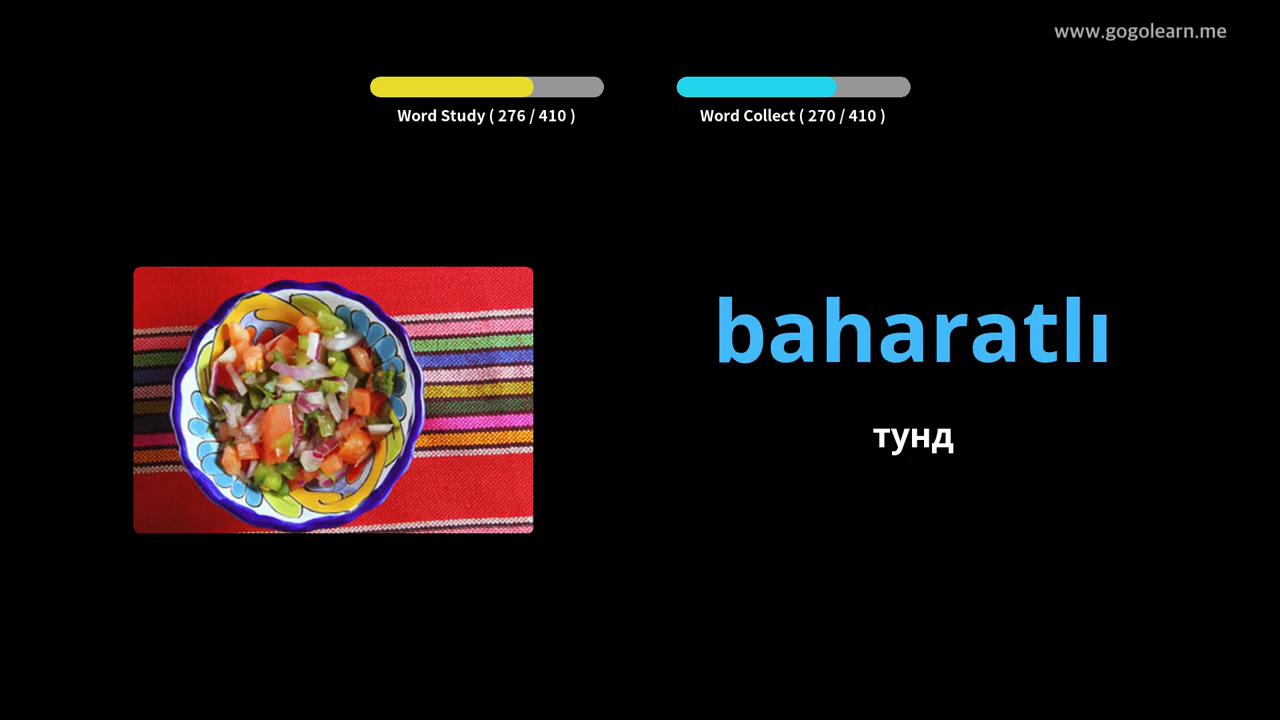 www.gogolearn.me
Word Study ( 276 / 410 )
Word Collect ( 270 / 410 )
baharatlı
тунд